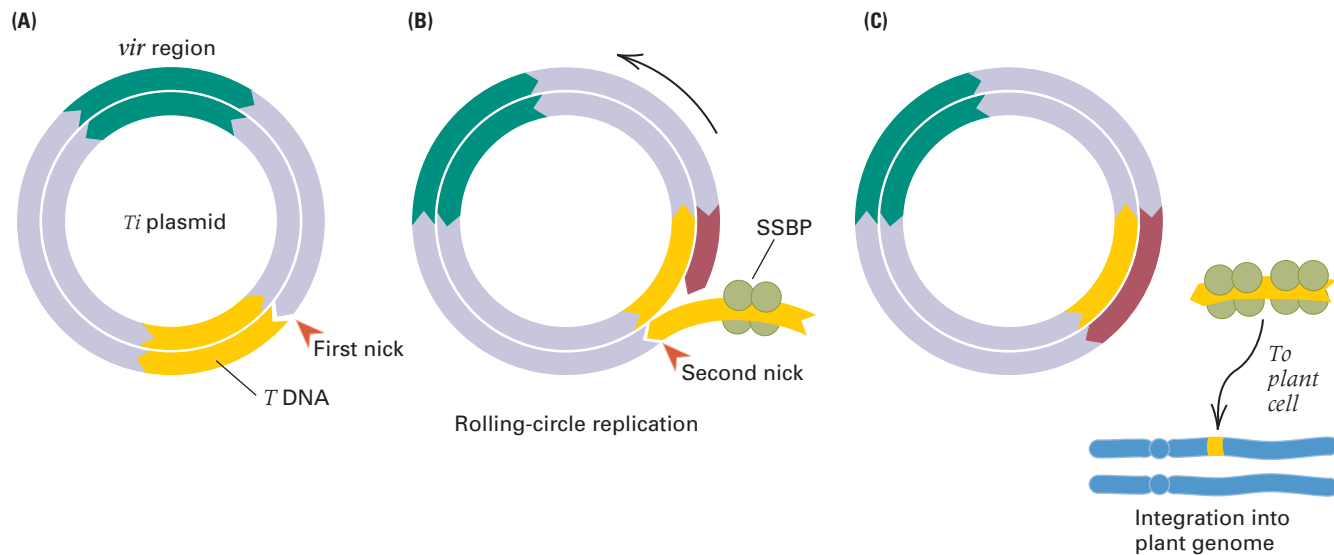 (A)
vir region
Ti plasmid
First nick
T DNA
(B)
SSBP
Second nick
Rolling-circle replication
(C)
To
plant
cell
Integration into
plant genome